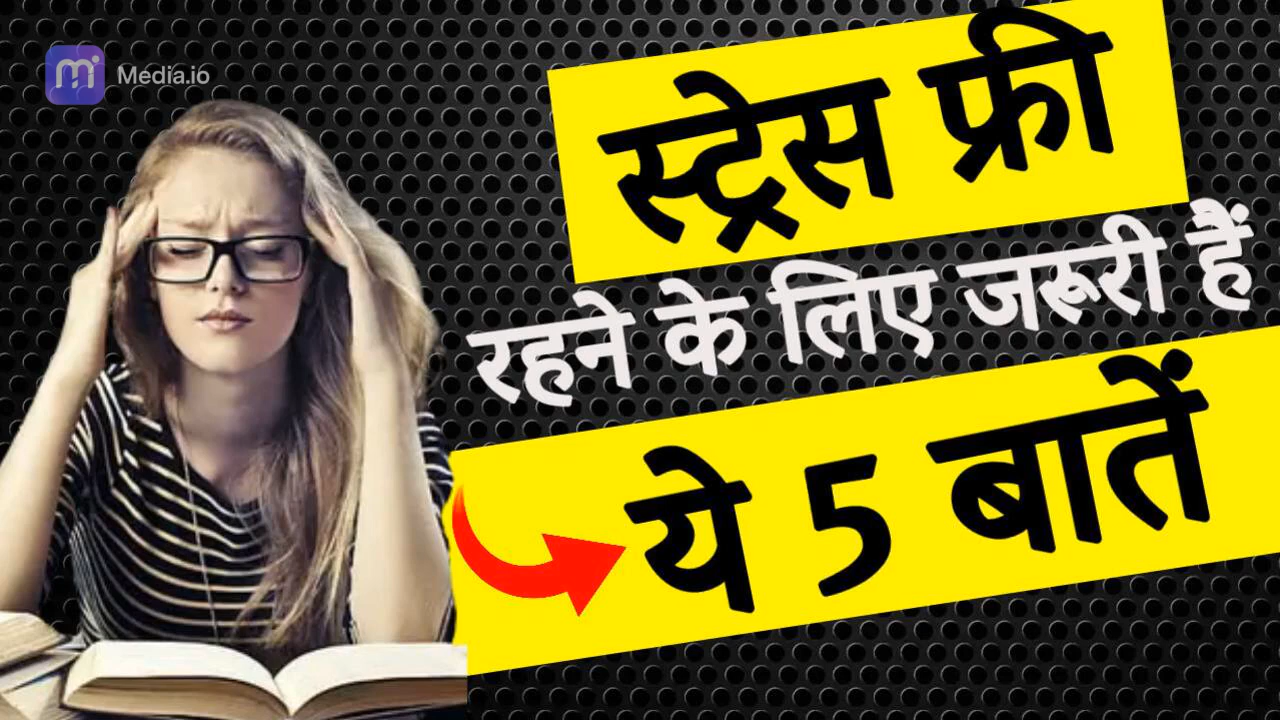 Media.io
स्ट्रेस फ्री
रहने के लिए जरूरी हैं
ये 5 बातें